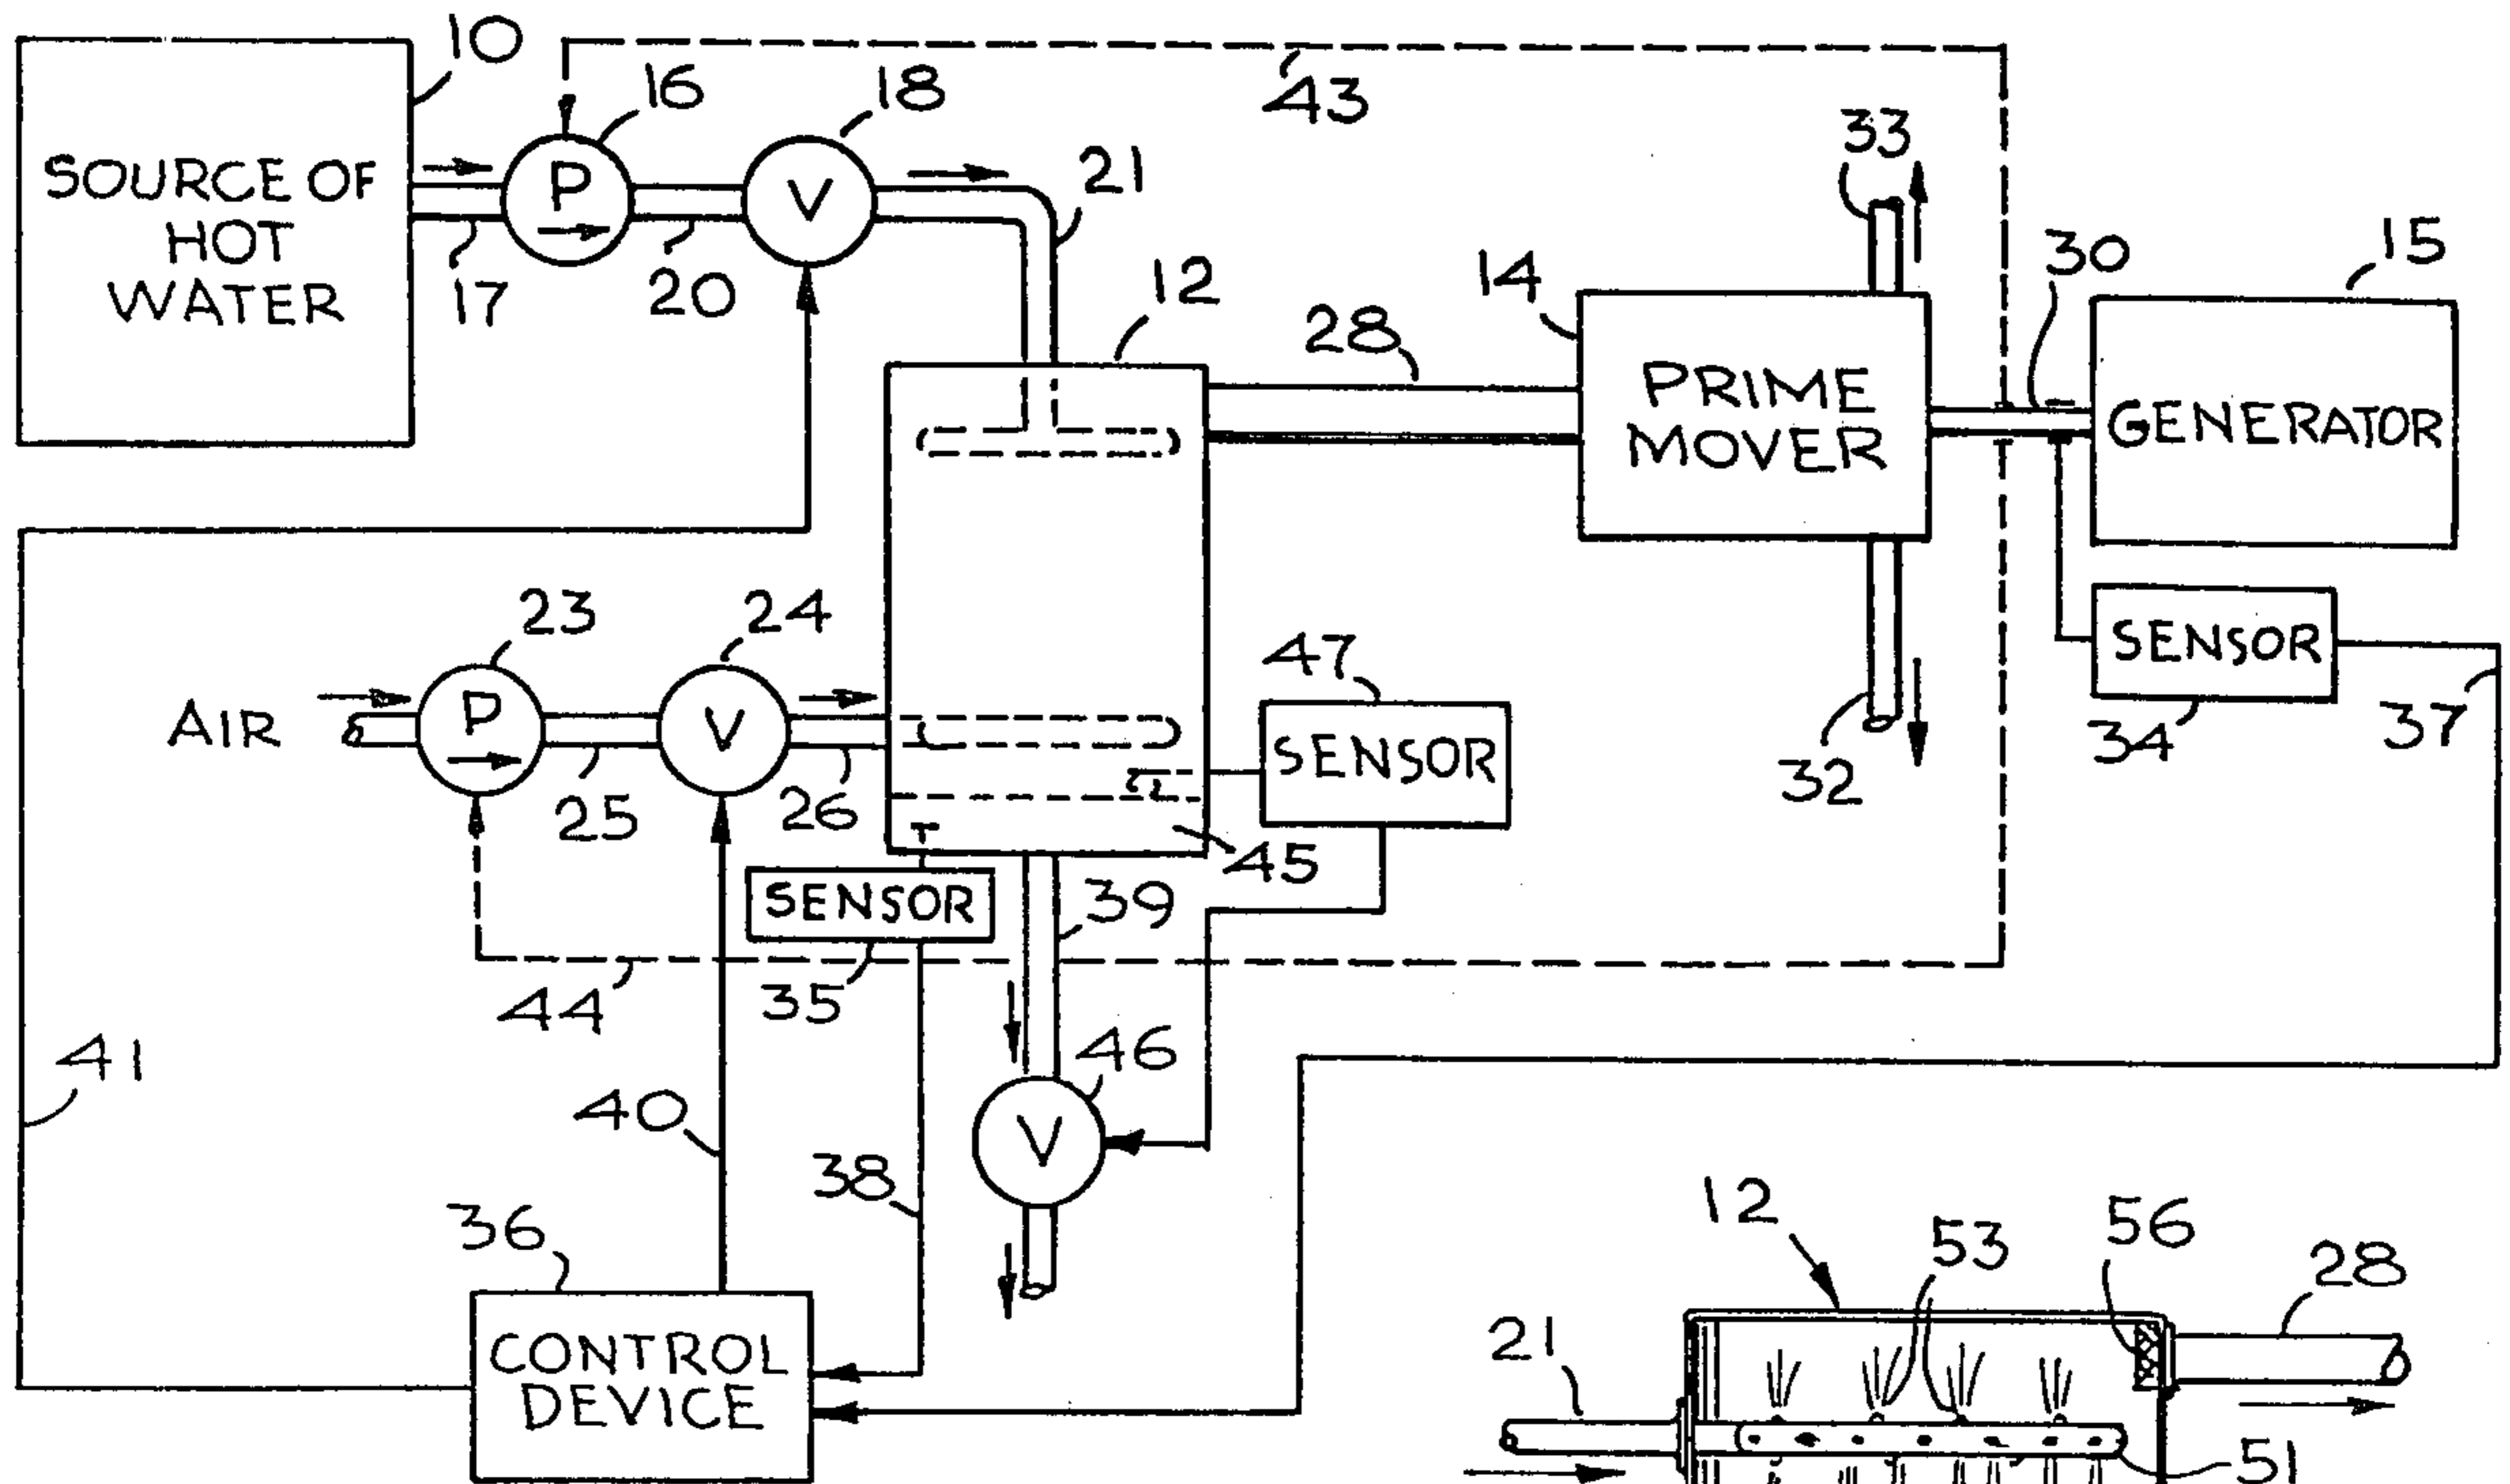 10
16
18
43
33
SOURCE OF
HOT
WATER
P
V
21
17
20
12
28
14
30
15
PRIME
MOVER
GENERATOR
23
24
47
AIR
P
V
SENSOR
SENSOR
25
26
32
34
37
45
SENSOR
39
35
44
46
41
40
38
V
36
12
53
56
28
CONTROL
DEVICE
21
51